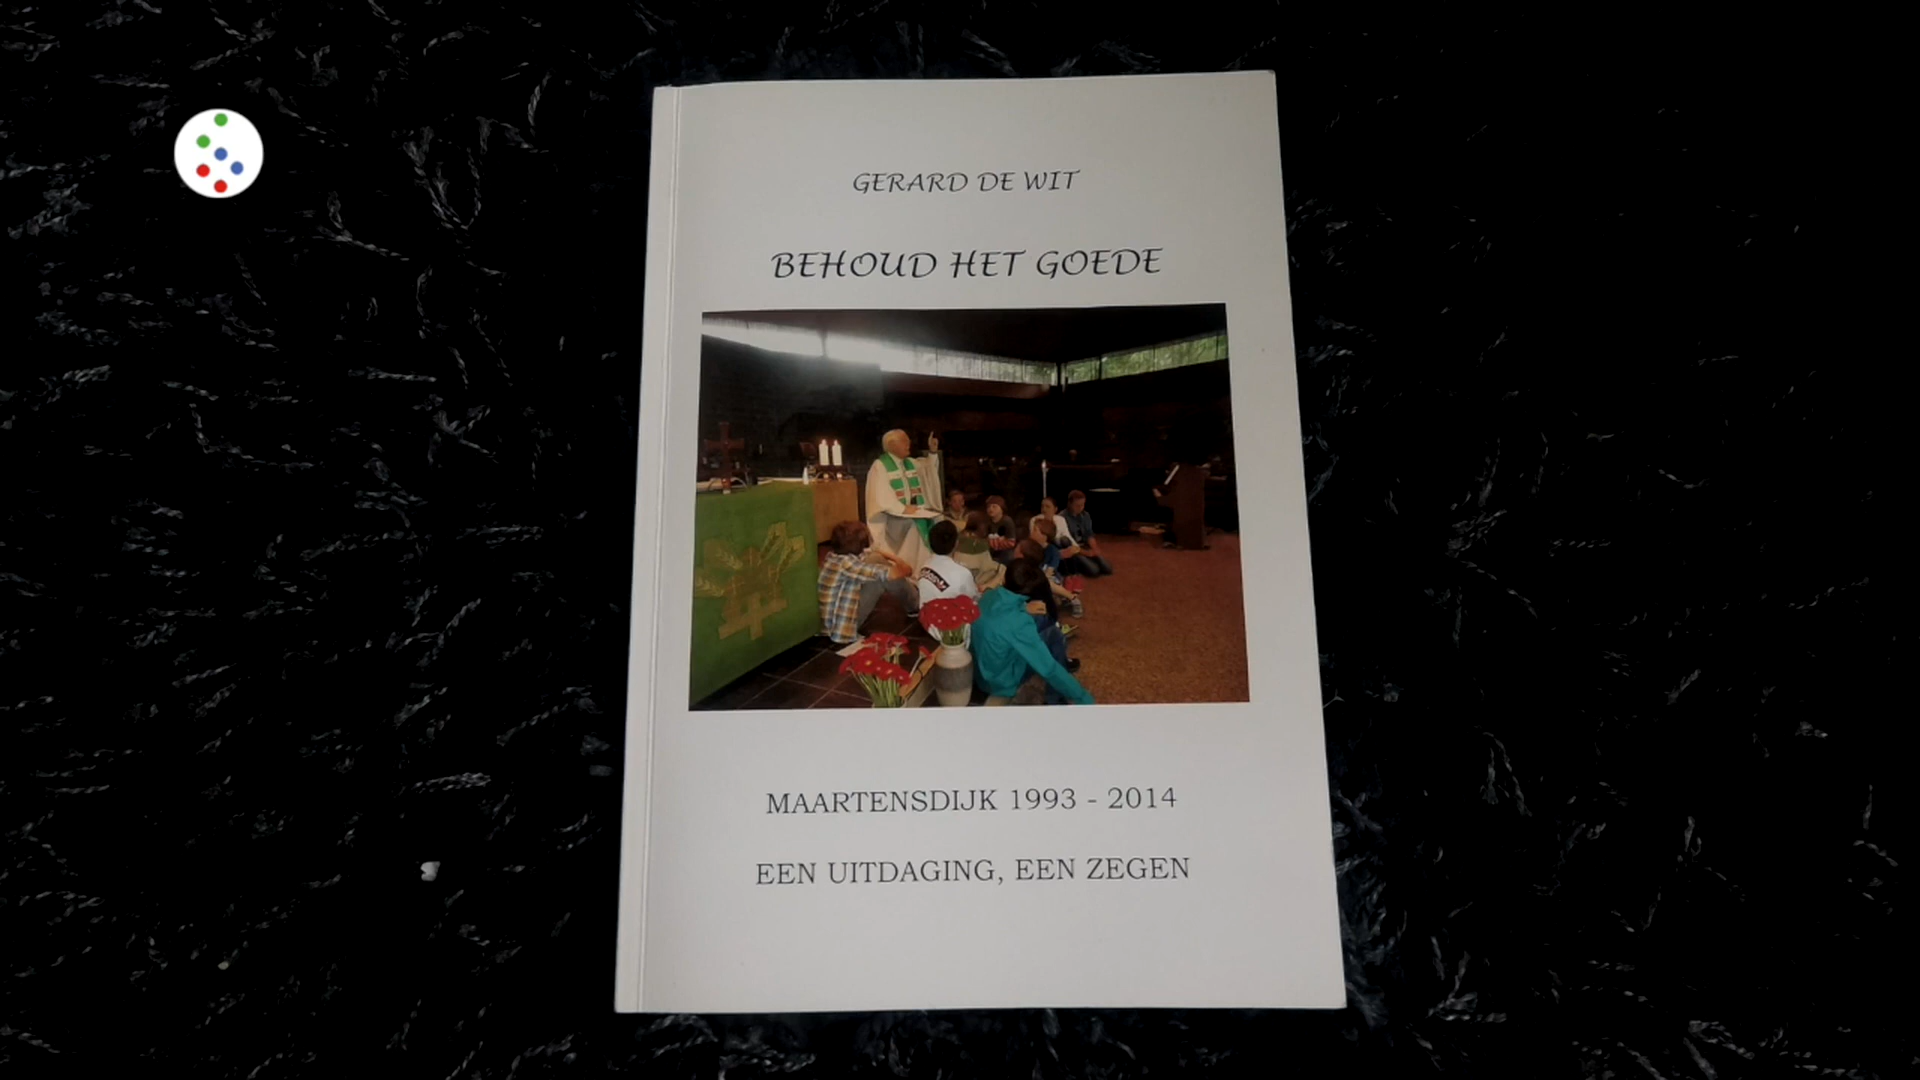 GERARD DE WIT
BEHOUD HET GOEDE
MAARTENSDIJK 1993 - 2014
EEN UITDAGING, EEN ZEGEN